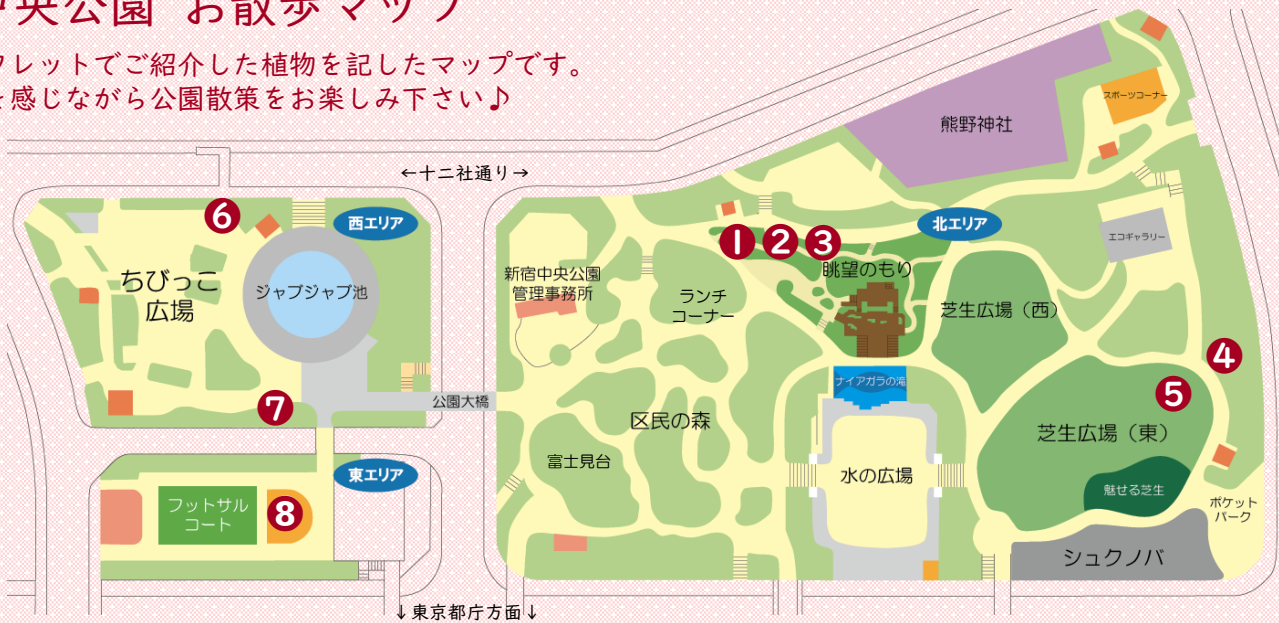 中央公園 お散歩マップ
フレットでご紹介した植物を記したマップです。
を感じながら公園散策をお楽しみ下さい♪
スポーツコーナー
熊野神社
←十二社通り→
❻
西エリア
北エリア
❶ ❷ ❸
エコギャラリー
眺望のもり
ちびっこ
広場
ジャブジャブ池
新宿中央公園
管理事務所
ランチ
コーナー
芝生広場（西）
❹
ナイアガラの滝
❺
❼
公園大橋
区民の森
芝生広場（東）
富士見台
水の広場
東エリア
魅せる芝生
フットサル
コート
❽
ポケット
パーク
シュクノバ
↓東京都庁方面↓